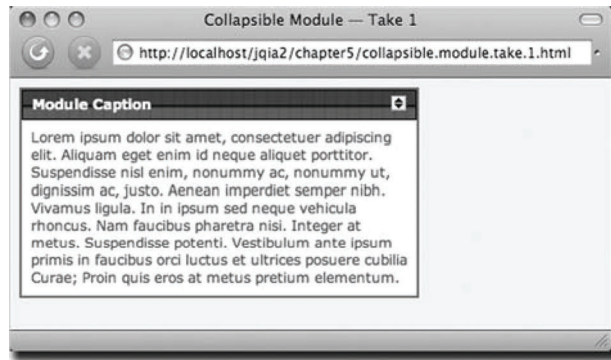 Collapsible Module — Take 1
http://localhost/jqia2/chapter5/collapsible.module.take.1.html
Module Caption
Lorem ipsum dolor sit amet, consectetuer adipiscing
elit. Aliquam eget enim id neque aliquet porttitor.
Suspendisse nisl enim, nonummy ac, nonummy ut,
dignissim ac, justo. Aenean imperdiet semper nibh.
Vivamus ligula. In in ipsum sed neque vehicula
rhoncus. Nam faucibus pharetra nisi. Integer at
metus. Suspendisse potenti. Vestibulum ante ipsum
primis in faucibus orci luctus et ultrices posuere cubilia
Curae; Proin quis eros at metus pretium elementum.